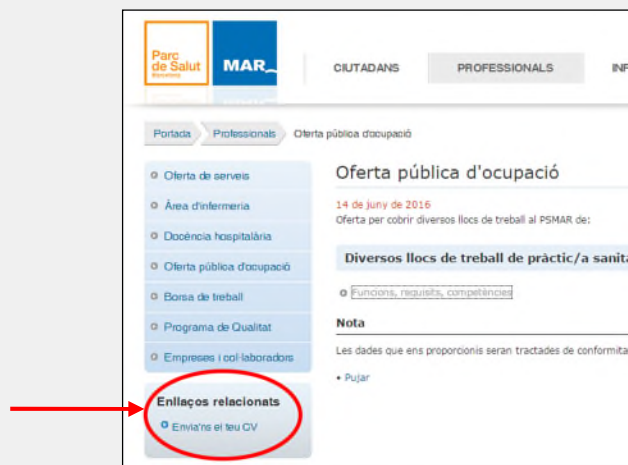 Parc
de Salut
MAR
Barcelona
CIUTADANS
PROFESSIONALS
INF
Portada
Professionals
Oferta pública d'ocupació
Oferta de serveis
Àrea d'infermeria
Docència hospitalària
Oferta pública d'ocupació
Borsa de treball
Programa de Qualitat
Empreses i col·laboradors
Enllaços relacionats
Envia'ns el teu CV
Oferta pública d'ocupació
14 de juny de 2016
Oferta per cobrir diversos llocs de treball al PSMAR de:
Diversos llocs de treball de pràctic/a sanita
Funcions, requisits, competències
Nota
Les dades que ens proporcionis seran tractades de conformita
• Pujar